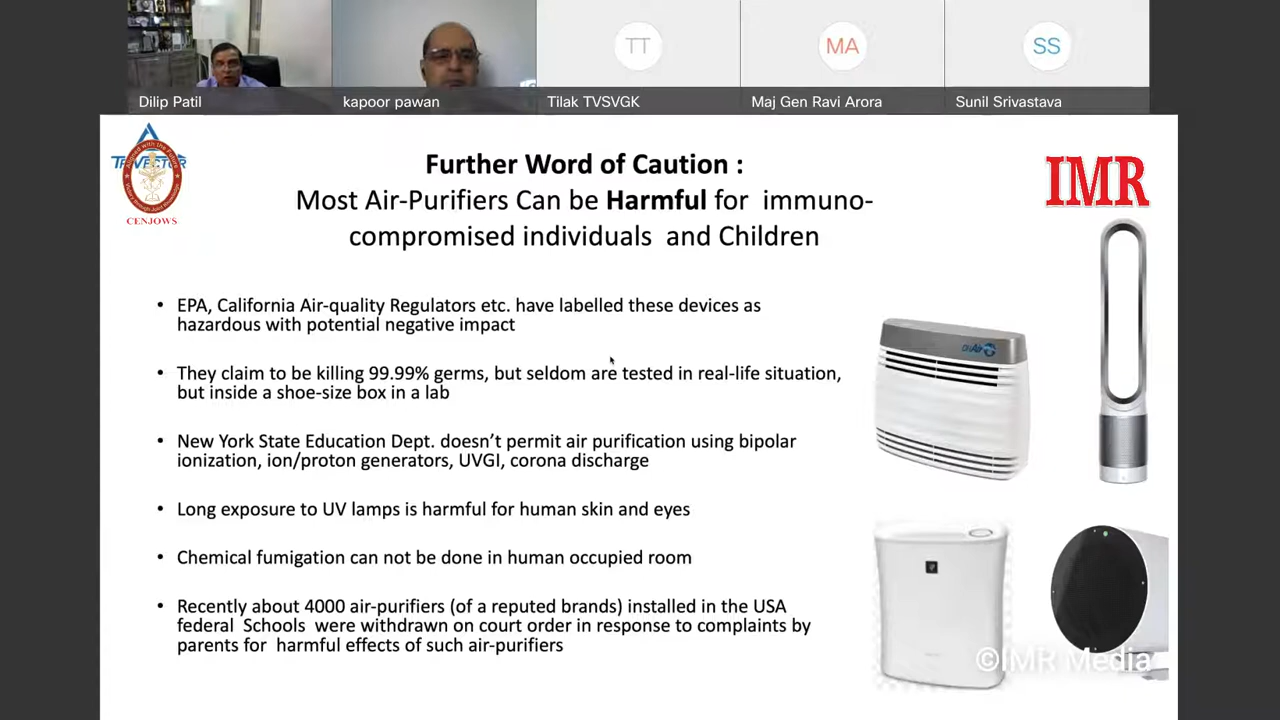 TT
MA
SS
Dilip Patil
kapoor pawan
Tilak TVSVGK
Maj Gen Ravi Arora
Sunil Srivastava
CENJOWS
IMR
Further Word of Caution :
Most Air-Purifiers Can be Harmful for immuno-
compromised individuals and Children
• EPA, California Air-quality Regulators etc. have labelled these devices as
hazardous with potential negative impact
• They claim to be killing 99.99% germs, but seldom are tested in real-life situation,
but inside a shoe-size box in a lab
• New York State Education Dept. doesn't permit air purification using bipolar
ionization, ion/proton generators, UVGI, corona discharge
• Long exposure to UV lamps is harmful for human skin and eyes
• Chemical fumigation can not be done in human occupied room
• Recently about 4000 air-purifiers (of a reputed brands) installed in the USA
federal Schools were withdrawn on court order in response to complaints by
parents for harmful effects of such air-purifiers
©IMR Media